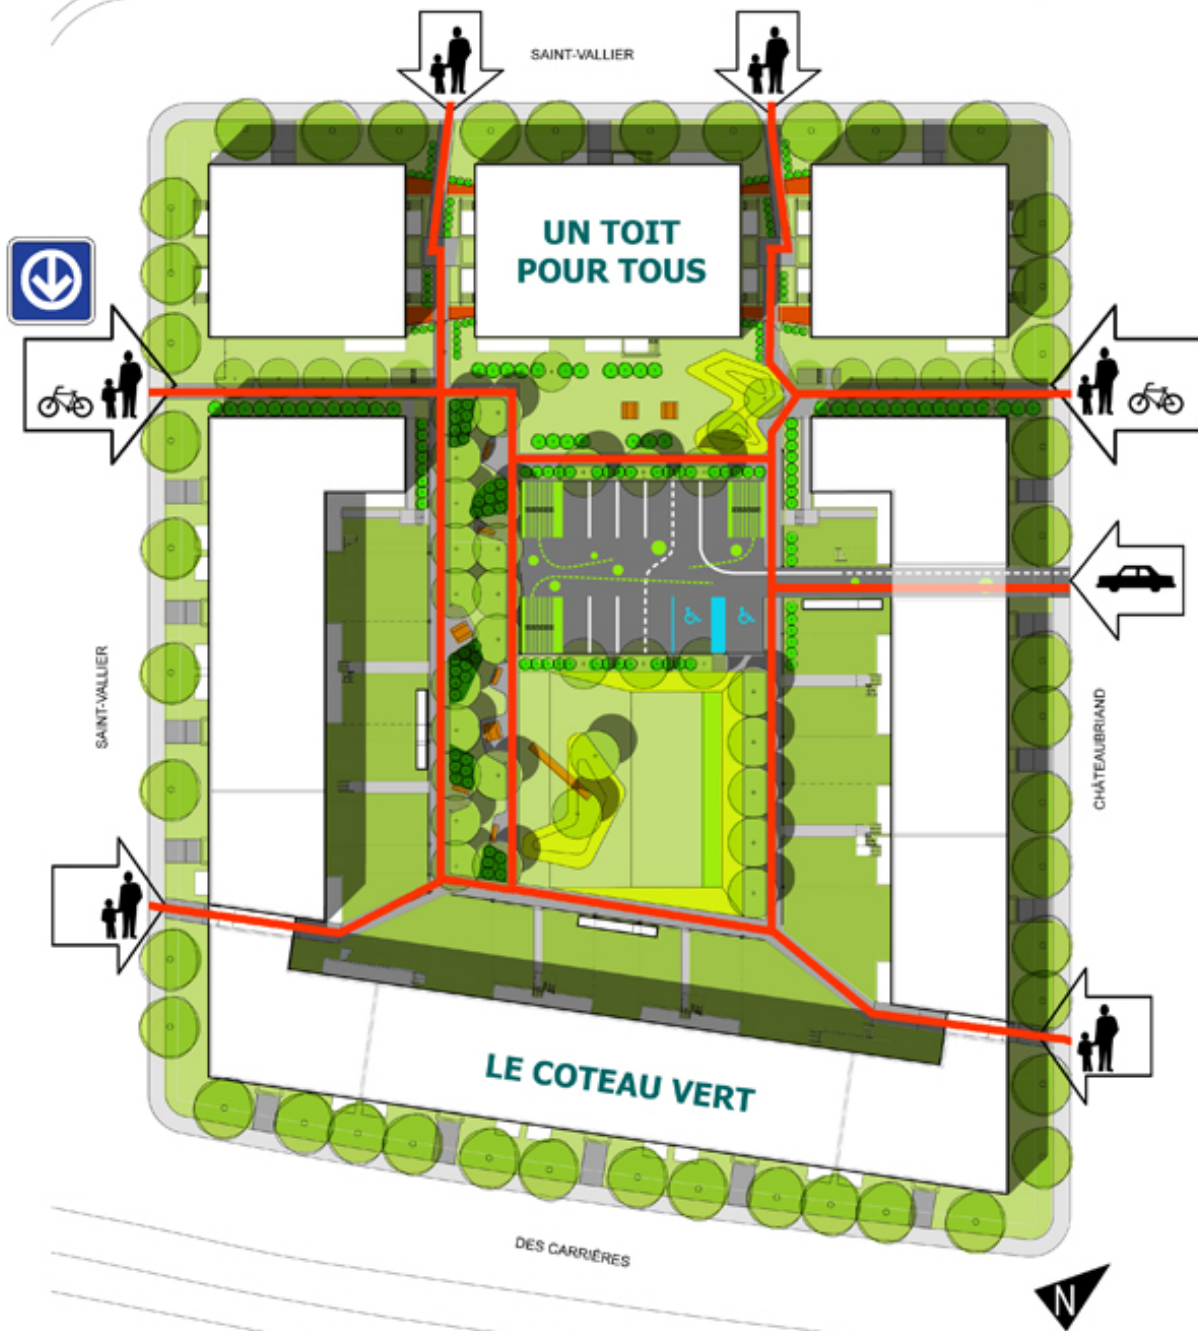 SAINT-VALLIER
UN TOIT
POUR TOUS
SAINT-VALLIER
CHÂTEAUBRIAND
LE COTEAU VERT
DES CARRIÈRES
N